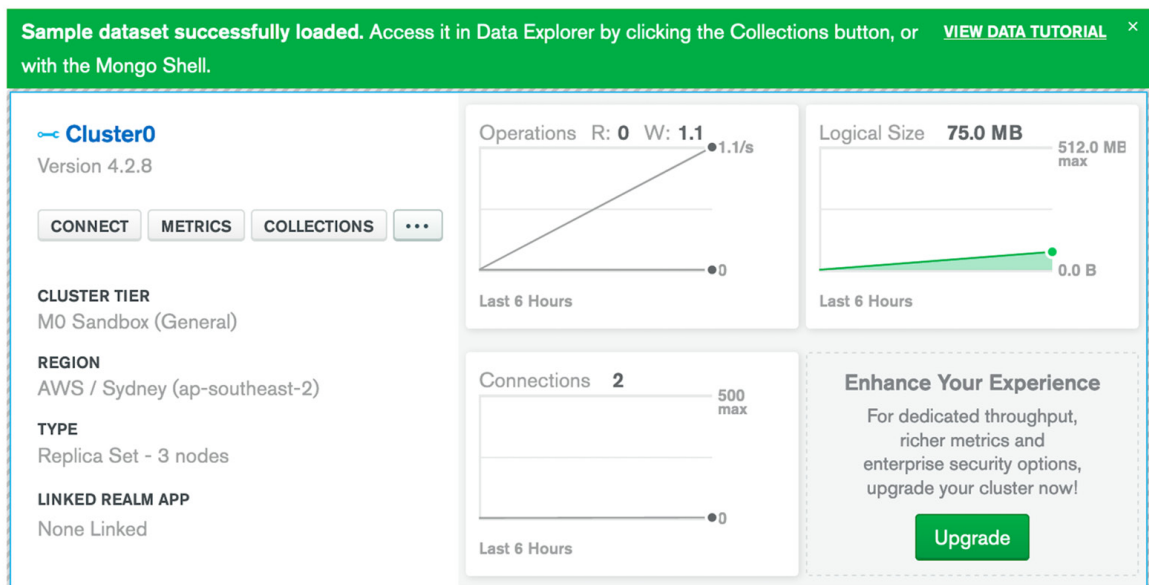 Sample dataset successfully loaded. Access it in Data Explorer by clicking the Collections button, or
with the Mongo Shell.
VIEW DATA TUTORIAL ×
Cluster0
Version 4.2.8
CONNECT METRICS COLLECTIONS ...
CLUSTER TIER
M0 Sandbox (General)
REGION
AWS / Sydney (ap-southeast-2)
TYPE
Replica Set - 3 nodes
LINKED REALM APP
None Linked
Operations R: 0 W: 1.1
1.1/s
0
Last 6 Hours
Logical Size 75.0 MB
512.0 MB
max
0.0 B
Last 6 Hours
Connections 2
500
max
0
Last 6 Hours
Enhance Your Experience
For dedicated throughput,
richer metrics and
enterprise security options,
upgrade your cluster now!
Upgrade